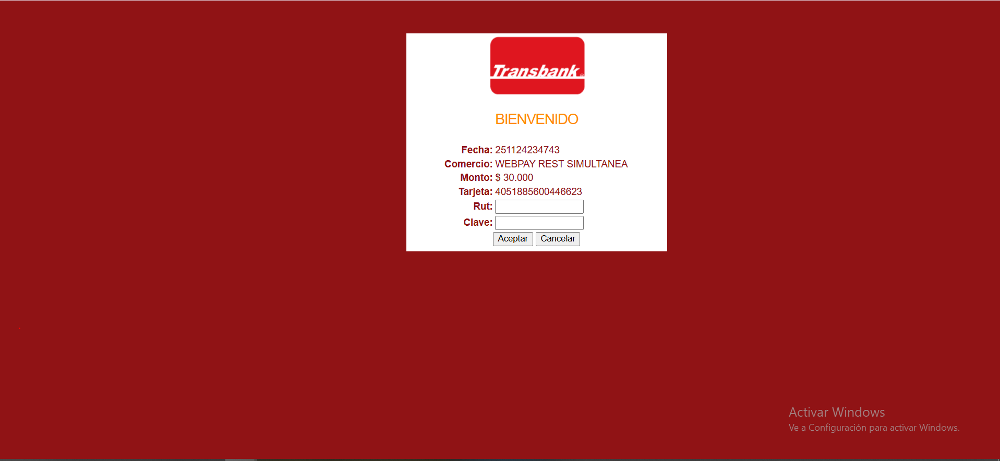 Transbank®
BIENVENIDO
Fecha: 251124234743
Comercio: WEBPAY REST SIMULTANEA
Monto: $ 30.000
Tarjeta: 4051885600446623
Rut:
Clave:
Aceptar Cancelar
Activar Windows
Ve a Configuración para activar Windows.